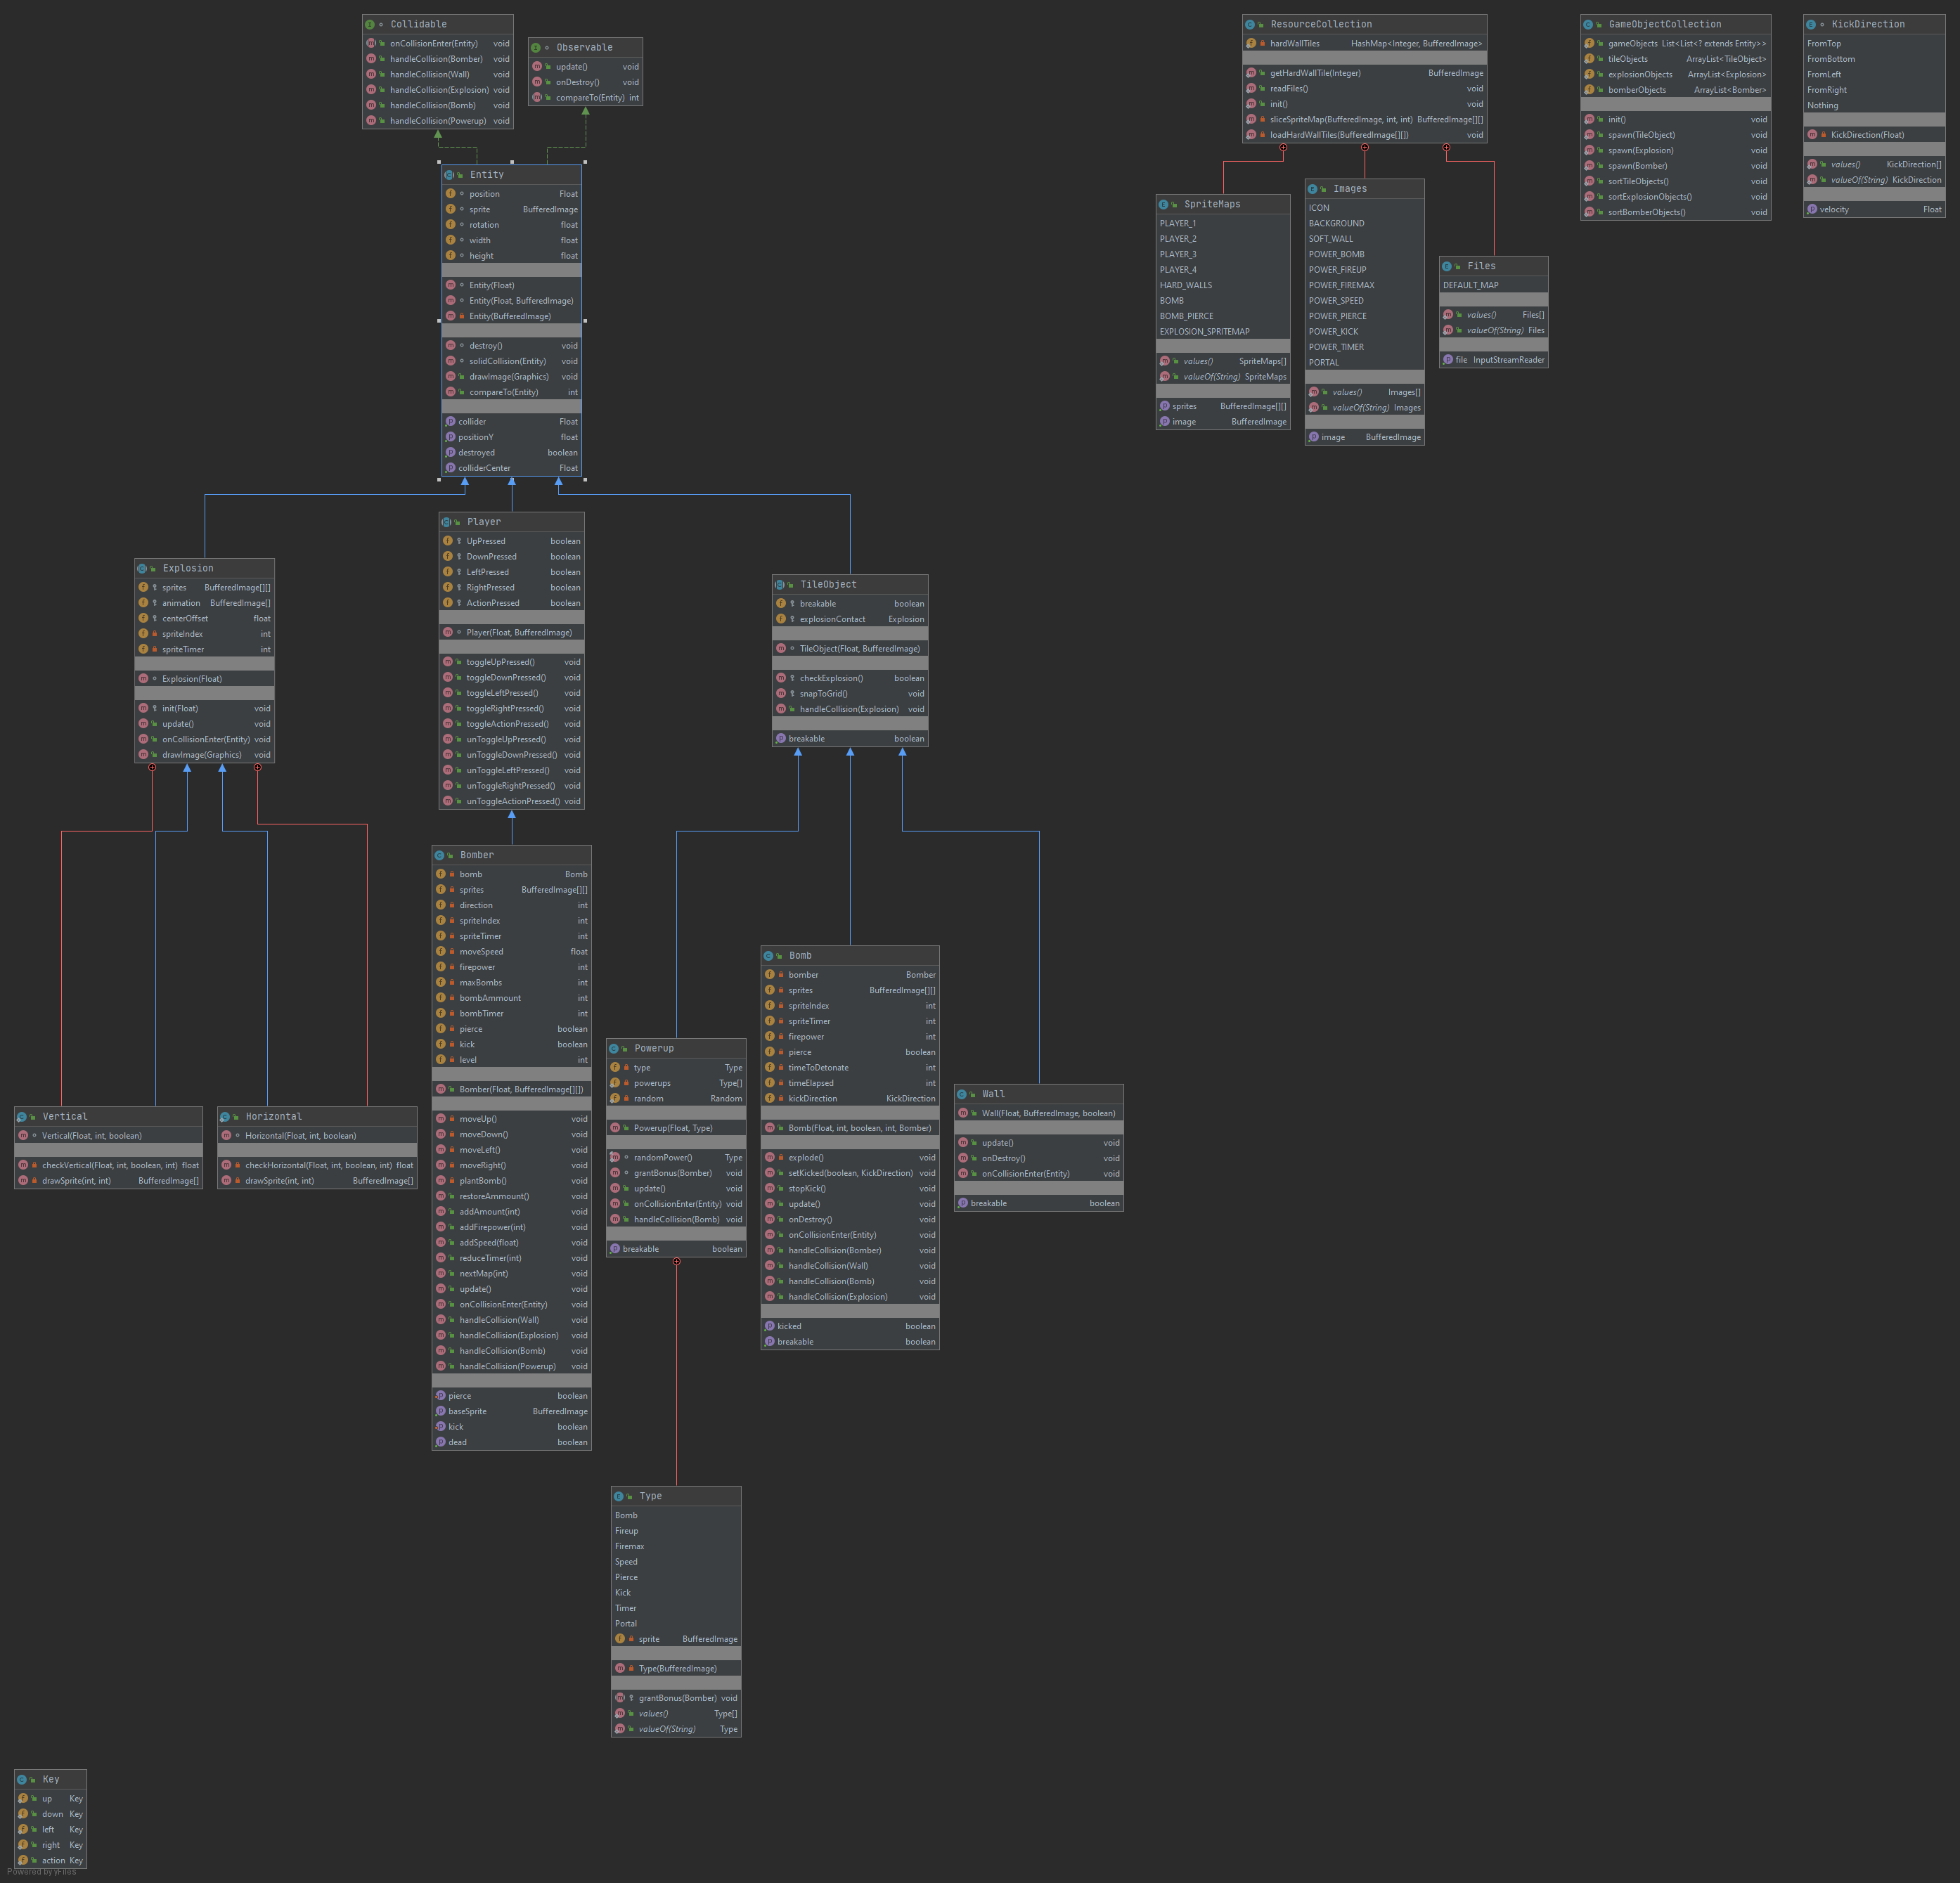 Collidable
onCollisionEnter(Entity) void
handleCollision(Bomber) void
handleCollision(Wall) void
handleCollision(Explosion) void
handleCollision(Bomb) void
handleCollision(Powerup) void
Observable
update() void
onDestroy() void
compareTo(Entity) int
Entity
position Float
sprite BufferedImage
rotation float
width float
height float
Entity(Float)
Entity(Float, BufferedImage)
Entity(BufferedImage)
destroy() void
solidCollision(Entity) void
drawImage(Graphics) void
compareTo(Entity) int
collider Float
positionY float
destroyed boolean
colliderCenter Float
ResourceCollection
hardWallTiles HashMap<Integer, BufferedImage>
getHardWallTile(Integer) BufferedImage
readFiles() void
init() void
sliceSpriteMap(BufferedImage, int, int) BufferedImage[][]
loadHardWallTiles(BufferedImage[][]) void
GameObjectCollection
gameObjects List<List<? extends Entity>>
tileObjects ArrayList<TileObject>
explosionObjects ArrayList<Explosion>
bomberObjects ArrayList<Bomber>
init() void
spawn(TileObject) void
spawn(Explosion) void
spawn(Bomber) void
sortTileObjects() void
sortExplosionObjects() void
sortBomberObjects() void
KickDirection
FromTop
FromBottom
FromLeft
FromRight
Nothing
KickDirection(Float)
values() KickDirection[]
valueOf(String) KickDirection
velocity Float
SpriteMaps
PLAYER_1
PLAYER_2
PLAYER_3
PLAYER_4
HARD_WALLS
BOMB
BOMB_PIERCE
EXPLOSION_SPRITEMAP
values() SpriteMaps[]
valueOf(String) SpriteMaps
sprites BufferedImage[][]
image BufferedImage
Images
ICON
BACKGROUND
SOFT_WALL
POWER_BOMB
POWER_FIREUP
POWER_FIREMAX
POWER_SPEED
POWER_PIERCE
POWER_KICK
POWER_TIMER
PORTAL
values() Images[]
valueOf(String) Images
image BufferedImage
Files
DEFAULT_MAP
values() Files[]
valueOf(String) Files
file InputStreamReader
Explosion
sprites BufferedImage[][]
animation BufferedImage[]
centerOffset float
spriteIndex int
spriteTimer int
Explosion(Float)
init(Float) void
update() void
onCollisionEnter(Entity) void
drawImage(Graphics) void
Player
UpPressed boolean
DownPressed boolean
LeftPressed boolean
RightPressed boolean
ActionPressed boolean
Player(Float, BufferedImage)
toggleUpPressed() void
toggleDownPressed() void
toggleLeftPressed() void
toggleRightPressed() void
toggleActionPressed() void
unToggleUpPressed() void
unToggleDownPressed() void
unToggleLeftPressed() void
unToggleRightPressed() void
unToggleActionPressed() void
TileObject
breakable boolean
explosionContact Explosion
TileObject(Float, BufferedImage)
checkExplosion() boolean
snapToGrid() void
handleCollision(Explosion) void
breakable boolean
Bomber
bomb Bomb
sprites BufferedImage[][]
direction int
spriteIndex int
spriteTimer int
moveSpeed float
firepower int
maxBombs int
bombAmmount int
bombTimer int
pierce boolean
kick boolean
level int
Bomber(Float, BufferedImage[][])
moveUp() void
moveDown() void
moveLeft() void
moveRight() void
plantBomb() void
restoreAmmount() void
addAmount(int) void
addFirepower(int) void
addSpeed(float) void
reduceTimer(int) void
nextMap(int) void
update() void
onCollisionEnter(Entity) void
handleCollision(Wall) void
handleCollision(Explosion) void
handleCollision(Bomb) void
handleCollision(Powerup) void
pierce boolean
baseSprite BufferedImage
kick boolean
dead boolean
Bomb
bomber Bomber
sprites BufferedImage[][]
spriteIndex int
spriteTimer int
firepower int
pierce boolean
timeToDetonate int
timeElapsed int
kickDirection KickDirection
Bomb(Float, int, boolean, int, Bomber)
explode() void
setKicked(boolean, KickDirection) void
stopKick() void
update() void
onDestroy() void
onCollisionEnter(Entity) void
handleCollision(Bomber) void
handleCollision(Wall) void
handleCollision(Bomb) void
handleCollision(Explosion) void
kicked boolean
breakable boolean
Powerup
type Type
powerups Type[]
random Random
Powerup(Float, Type)
randomPower() Type
grantBonus(Bomber) void
update() void
onCollisionEnter(Entity) void
handleCollision(Bomb) void
breakable boolean
Wall
Wall(Float, BufferedImage, boolean)
update() void
onDestroy() void
onCollisionEnter(Entity) void
breakable boolean
Vertical
Vertical(Float, int, boolean)
checkVertical(Float, int, boolean, int) float
drawSprite(int, int) BufferedImage[]
Horizontal
Horizontal(Float, int, boolean)
checkHorizontal(Float, int, boolean, int) float
drawSprite(int, int) BufferedImage[]
Type
Bomb
Fireup
Firemax
Speed
Pierce
Kick
Timer
Portal
sprite BufferedImage
Type(BufferedImage)
grantBonus(Bomber) void
values() Type[]
valueOf(String) Type
Key
up Key
down Key
left Key
right Key
action Key
Powered by yFiles